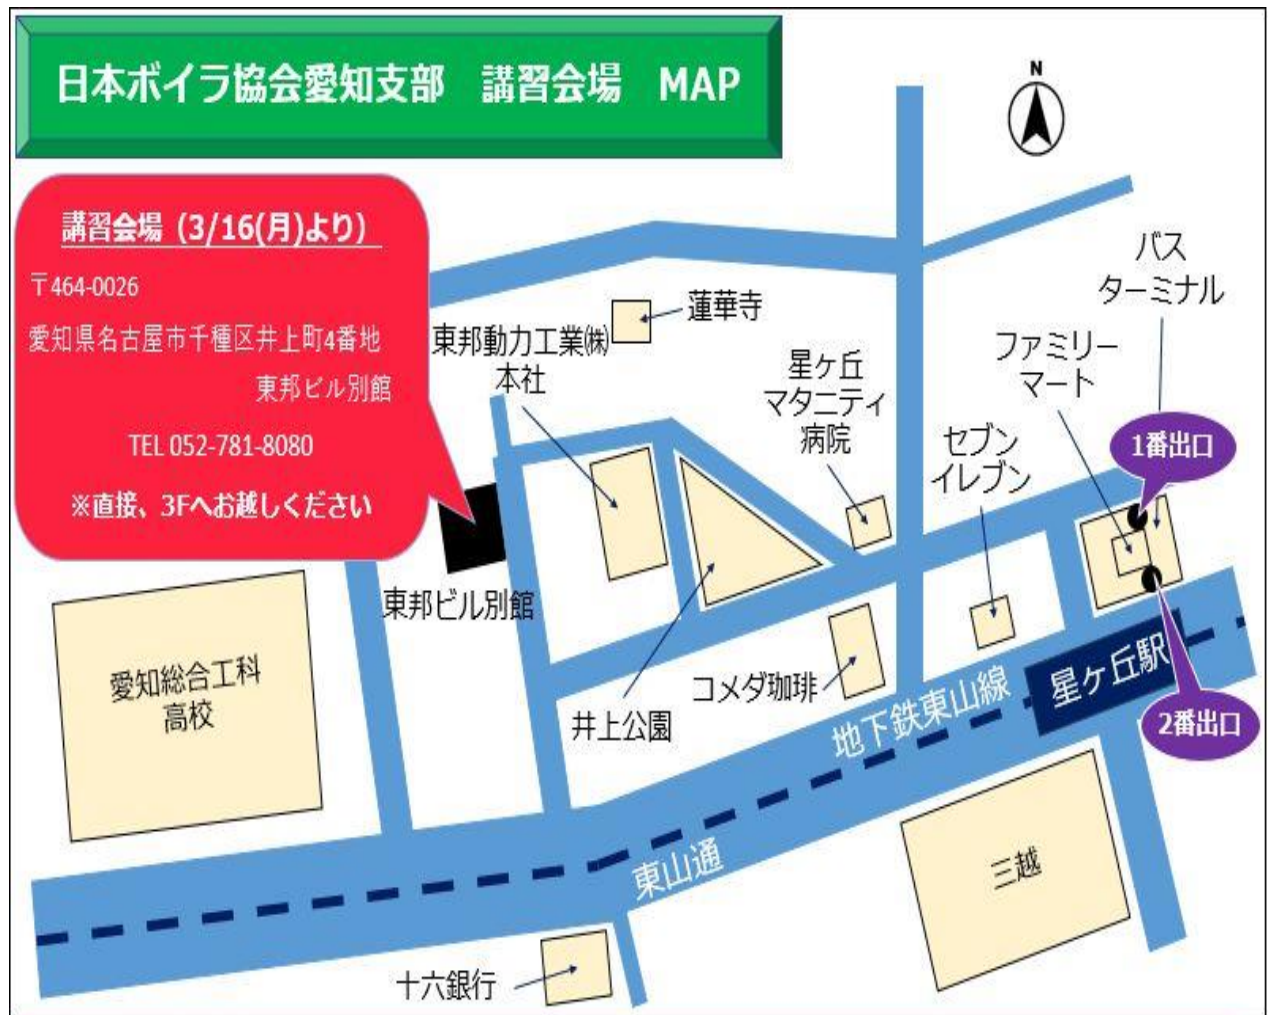 日本ボイラ協会愛知支部　講習会場　MAP
N
講習会場（3/16(月)より）
〒464-0026
愛知県名古屋市千種区井上町4番地
東邦ビル別館
TEL 052-781-8080
※直接、3Fへお越しください
バス
ターミナル
蓮華寺
東邦動力工業㈱
本社
ファミリー
マート
星ヶ丘
マタニティ
病院
セブン
イレブン
1番出口
東邦ビル別館
愛知総合工科
高校
井上公園
コメダ珈琲
地下鉄東山線
星ヶ丘駅
2番出口
東山通
三越
十六銀行